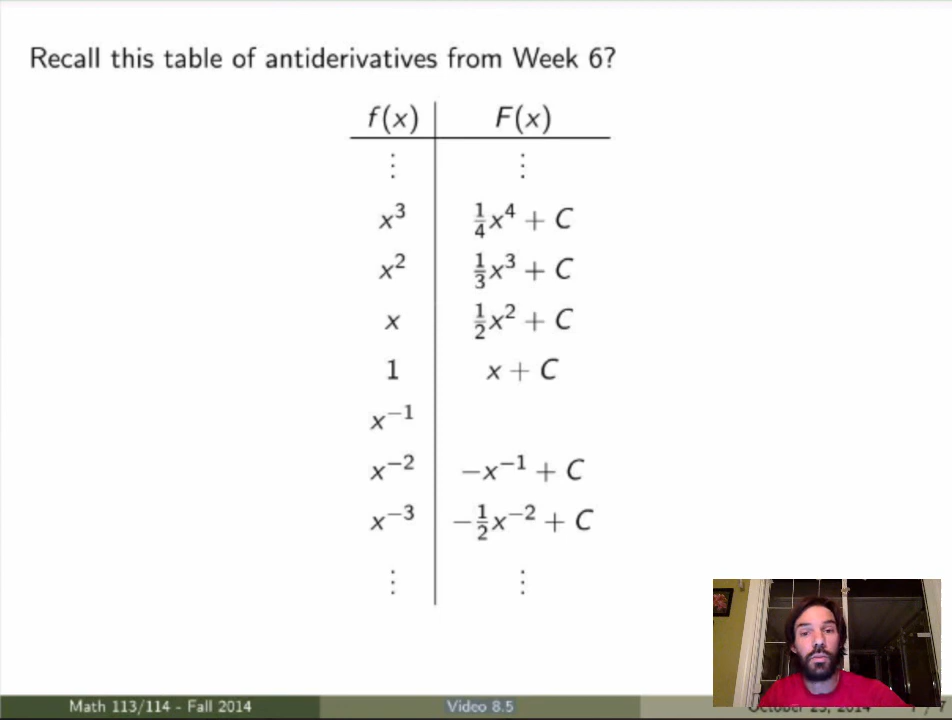 Recall this table of antiderivatives from Week 6?
f(x) F(x)
⋮ ⋮
x³ ¼x⁴ + C
x² ⅓x³ + C
x ½x² + C
1 x + C
x⁻¹
x⁻² −x⁻¹ + C
x⁻³ −½x⁻² + C
⋮ ⋮
Math 113/114 - Fall 2014 Video 8.5 2014